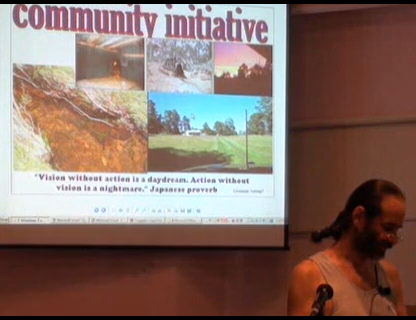 community initiative
"Vision without action is a daydream. Action without
vision is a nightmare." Japanese proverb